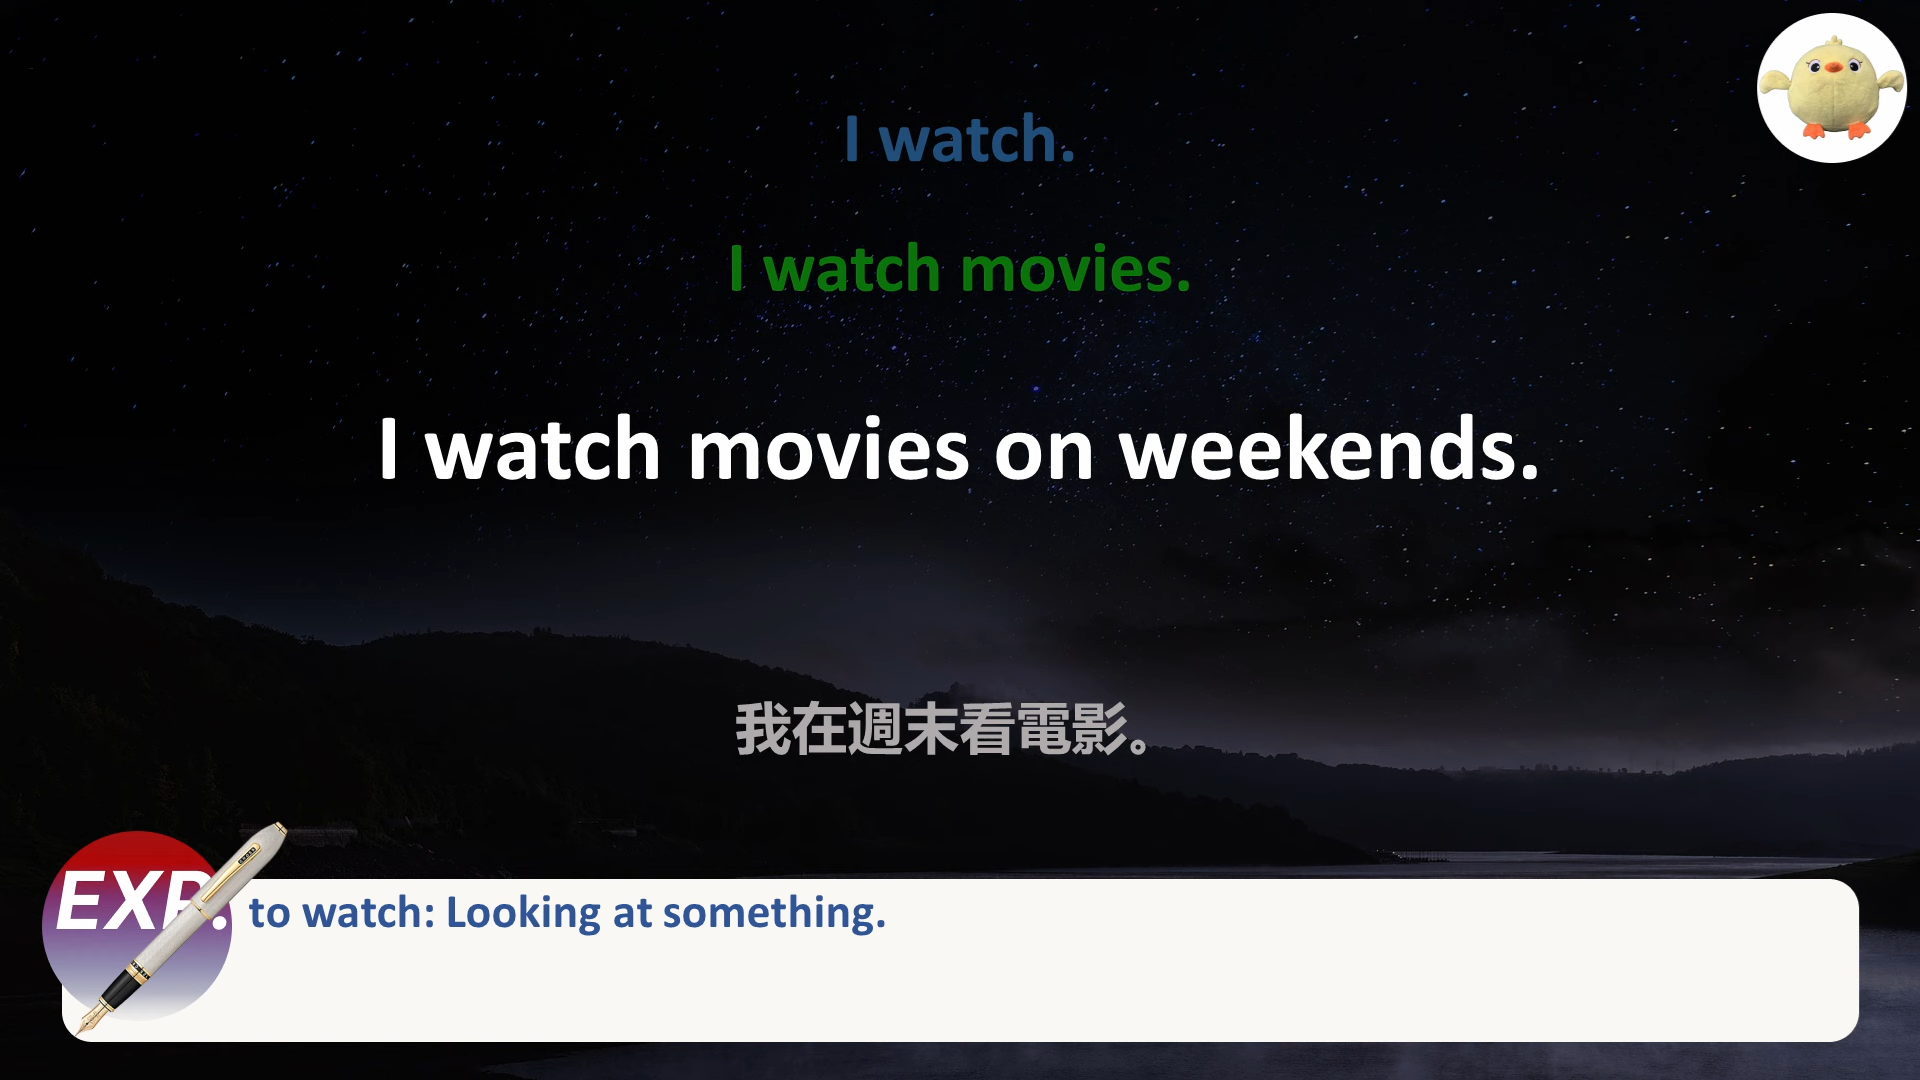 I watch.
I watch movies.
I watch movies on weekends.
我在週末看電影。
EXP.
to watch: Looking at something.